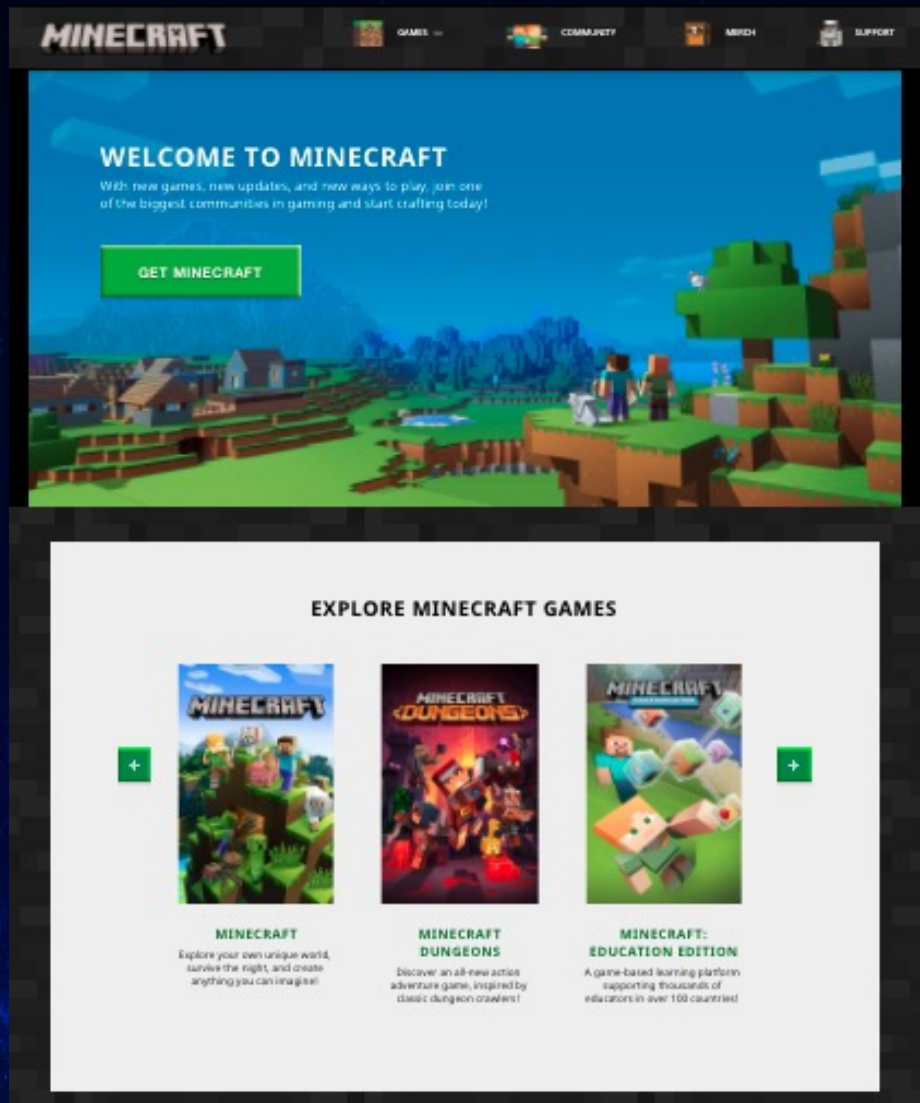 MINECRAFT
GAMES
COMMUNITY
MERCH
SUPPORT
WELCOME TO MINECRAFT
With new games, new updates, and new ways to play, join one
of the biggest communities in gaming and start crafting today!
GET MINECRAFT
EXPLORE MINECRAFT GAMES
MINECRAFT
MINECRAFT
DUNGEONS
MINECRAFT
MINECRAFT
Explore your own unique world,
survive the night, and create
anything you can imagine!
MINECRAFT
DUNGEONS
Discover an all-new action
adventure game, inspired by
classic dungeon crawlers!
MINECRAFT:
EDUCATION EDITION
A game-based learning platform
supporting thousands of
educators in over 100 countries!